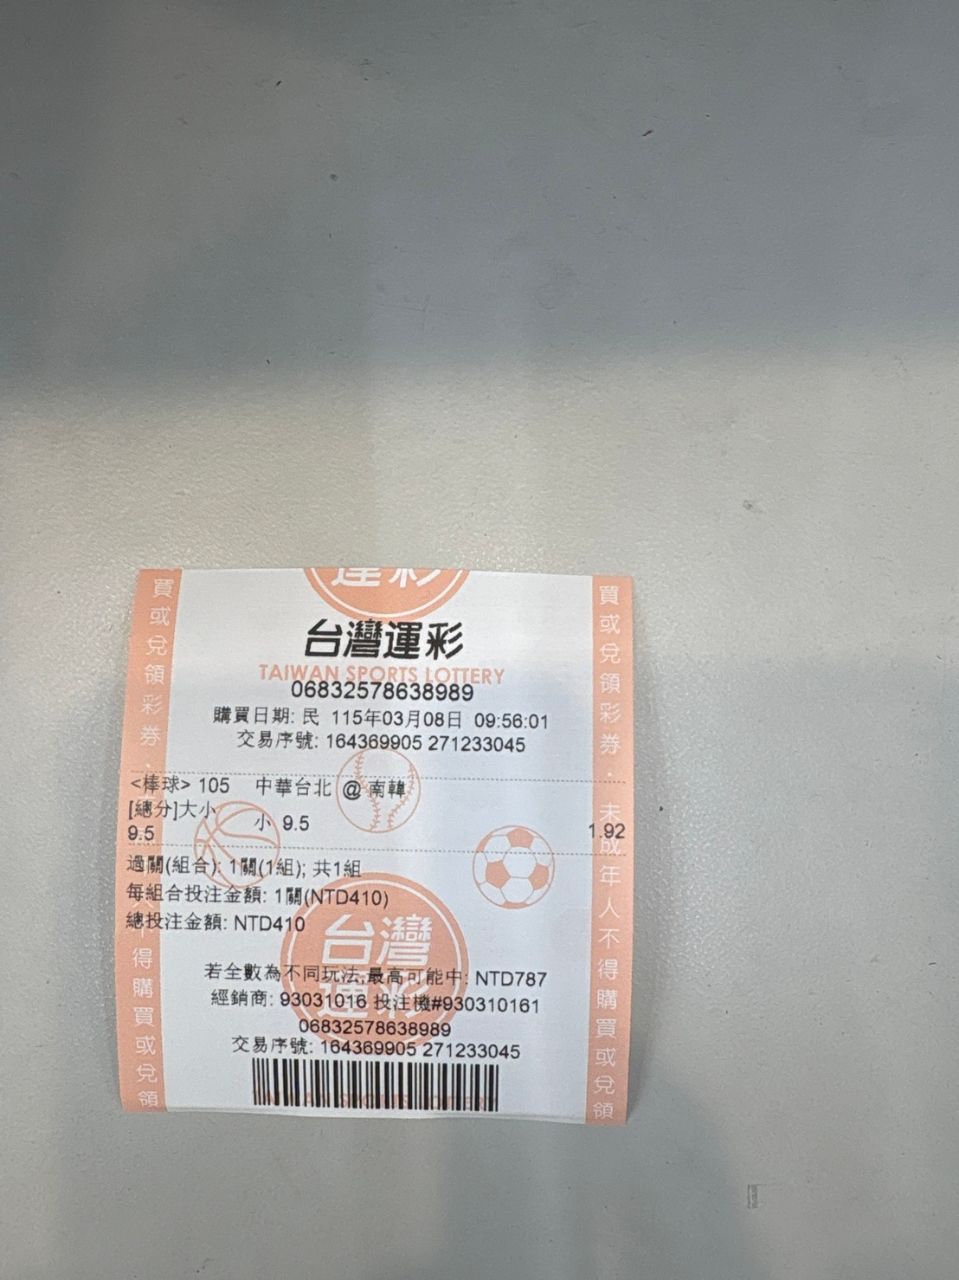 運彩
台灣運彩
TAIWAN SPORTS LOTTERY
06832578638989
購買日期: 民 115年03月08日 09:56:01
交易序號: 164369905 271233045
<棒球> 105 中華台北 @ 南韓
[總分]大小
9.5 小 9.5 1.92
過關(組合): 1關(1組); 共1組
每組合投注金額: 1關(NTD410)
總投注金額: NTD410
台灣
運彩
若全數為不同玩法,最高可能中: NTD787
經銷商: 93031016 投注機#930310161
06832578638989
交易序號: 164369905 271233045
買或兌領彩券．
人不得購買或兌領
買或兌領彩券．未成年人不得購買或兌領